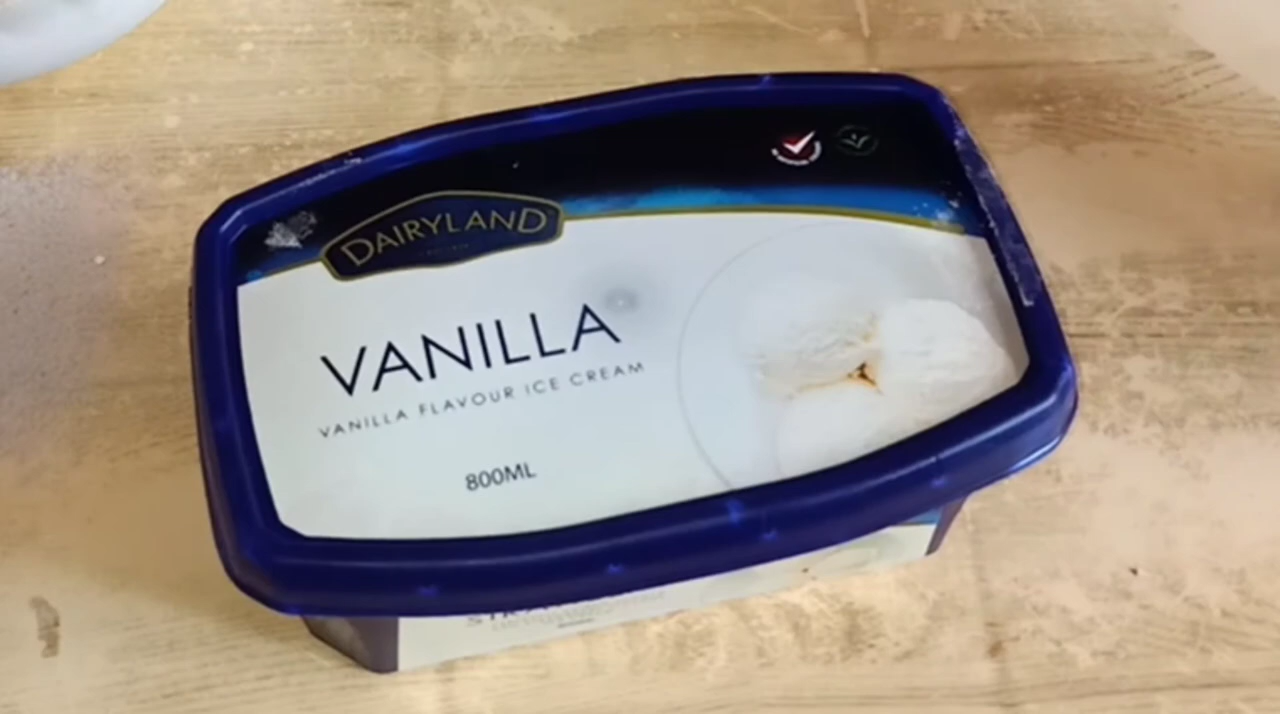 DAIRYLAND
VANILLA
VANILLA FLAVOUR ICE CREAM
800ML